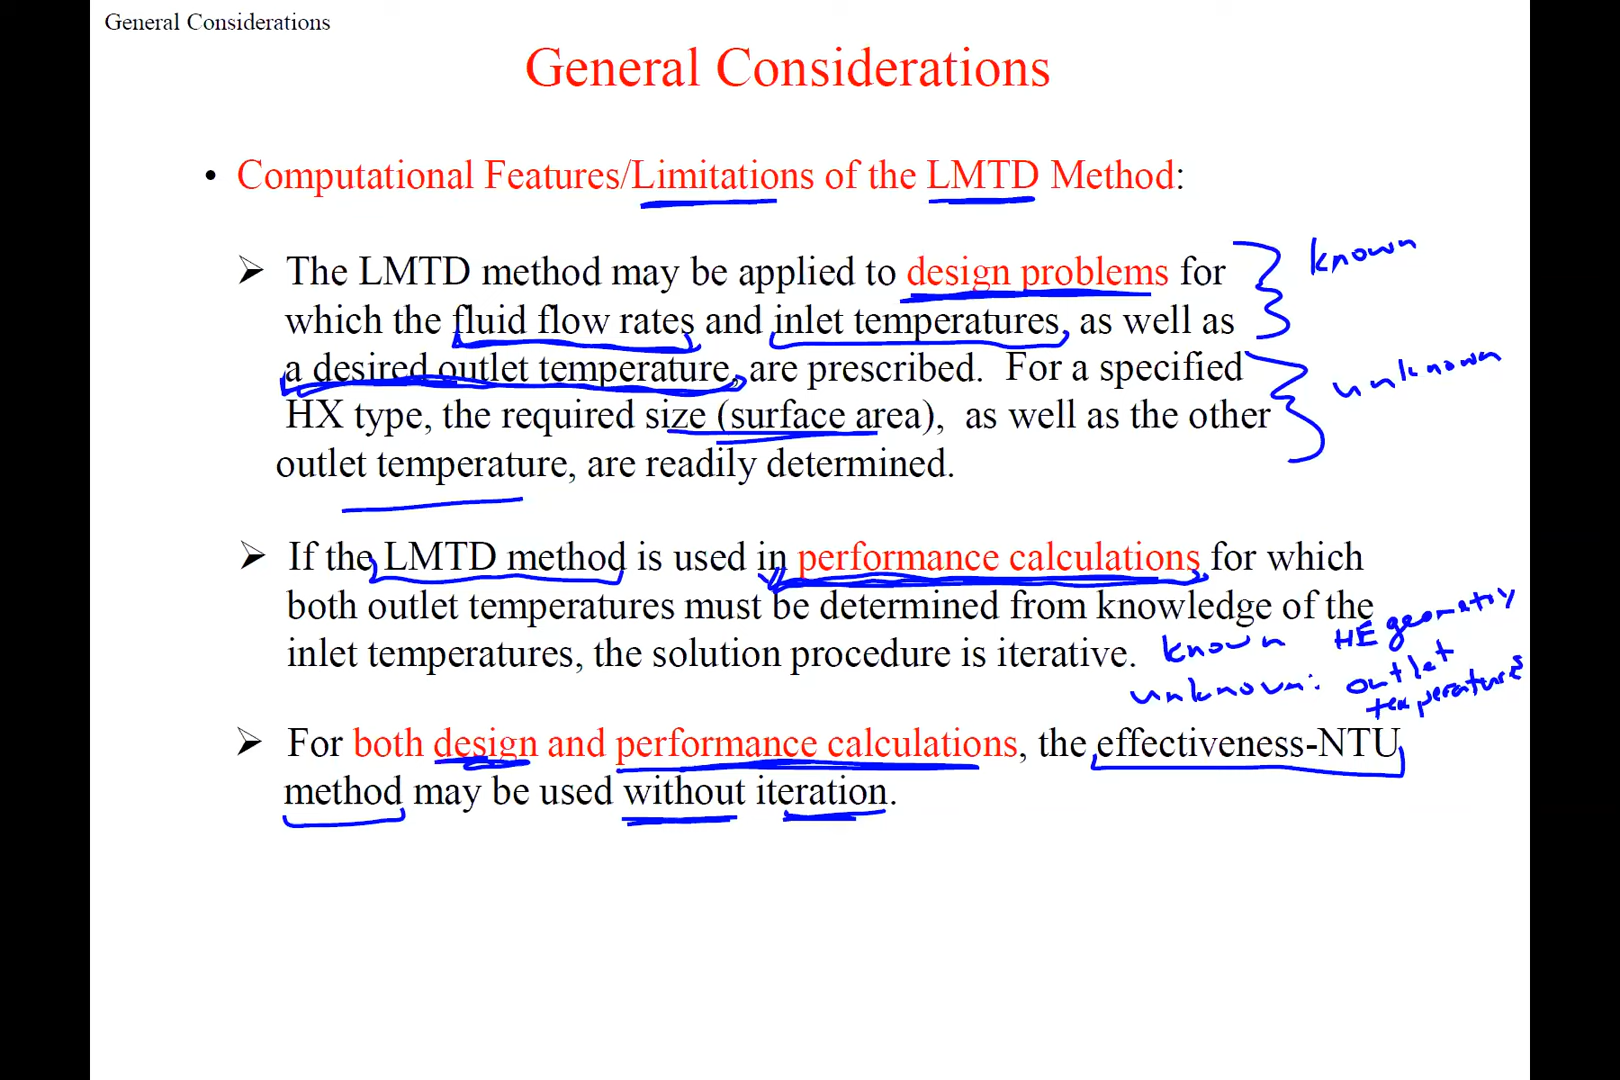 General Considerations
General Considerations
• Computational Features/Limitations of the LMTD Method:
➢ The LMTD method may be applied to design problems for
known
which the fluid flow rates and inlet temperatures, as well as
a desired outlet temperature, are prescribed. For a specified
unknown
HX type, the required size (surface area), as well as the other
outlet temperature, are readily determined.
➢ If the LMTD method is used in performance calculations for which
both outlet temperatures must be determined from knowledge of the
inlet temperatures, the solution procedure is iterative.
known HE geometry
unknown: outlet
temperatures
➢ For both design and performance calculations, the effectiveness-NTU
method may be used without iteration.